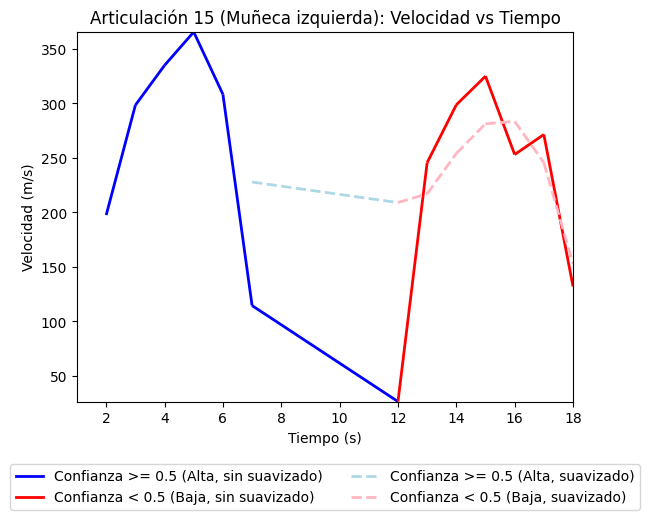 Articulación 15 (Muñeca izquierda): Velocidad vs Tiempo
350
300
250
200
150
100
50
Velocidad (m/s)
2 4 6 8 10 12 14 16 18
Tiempo (s)
Confianza >= 0.5 (Alta, sin suavizado)
Confianza < 0.5 (Baja, sin suavizado)
Confianza >= 0.5 (Alta, suavizado)
Confianza < 0.5 (Baja, suavizado)